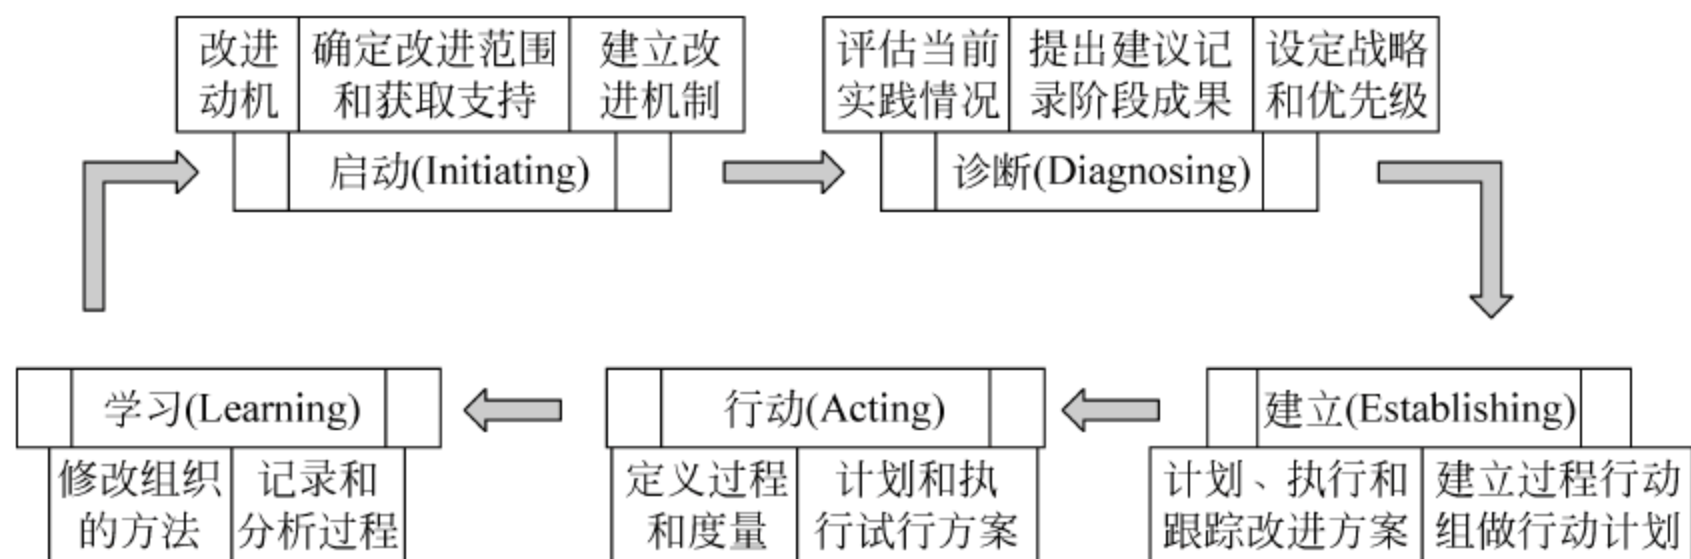 改进
动机
确定改进范围
和获取支持
建立改
进机制
启动(Initiating)
评估当前
实践情况
提出建议记
录阶段成果
设定战略
和优先级
诊断(Diagnosing)
学习(Learning)
修改组织
的方法
记录和
分析过程
行动(Acting)
定义过程
和度量
计划和执
行试行方案
建立(Establishing)
计划、执行和
跟踪改进方案
建立过程行动
组做行动计划